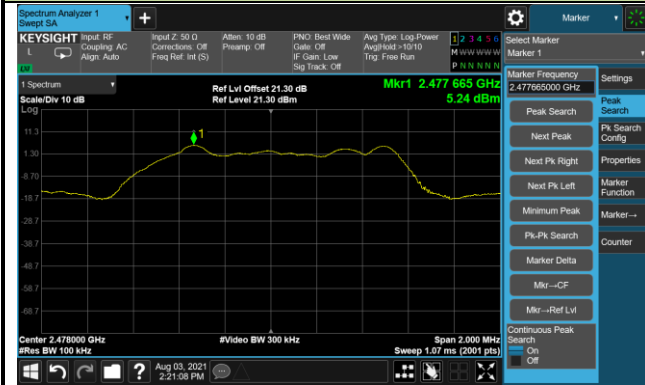 Spectrum Analyzer 1
Swept SA
Marker
KEYSIGHT
L
Input: RF
Coupling: AC
Align: Auto
Input Z: 50 Ω
Corrections: Off
Freq Ref: Int (S)
Atten: 10 dB
Preamp: Off
PNO: Best Wide
Gate: Off
IF Gain: Low
Sig Track: Off
Avg Type: Log-Power
Avg|Hold:>10/10
Trig: Free Run
1 2 3 4 5 6
M W W W W W
P N N N N N
Select Marker
Marker 1
1 Spectrum
Scale/Div 10 dB
Log
Ref Lvl Offset 21.30 dB
Ref Level 21.30 dBm
Mkr1 2.477 665 GHz
5.24 dBm
1
11.3
1.30
-8.70
-18.7
-28.7
-38.7
-48.7
-58.7
-68.7
Center 2.478000 GHz
#Res BW 100 kHz
#Video BW 300 kHz
Span 2.000 MHz
Sweep 1.07 ms (2001 pts)
Marker Frequency
2.477665000 GHz
Peak Search
Next Peak
Next Pk Right
Next Pk Left
Minimum Peak
Pk-Pk Search
Marker Delta
Mkr→CF
Mkr→Ref Lvl
Continuous Peak
Search
On
Off
Settings
Peak
Search
Pk Search
Config
Properties
Marker
Function
Marker→
Counter
Aug 03, 2021
2:21:08 PM